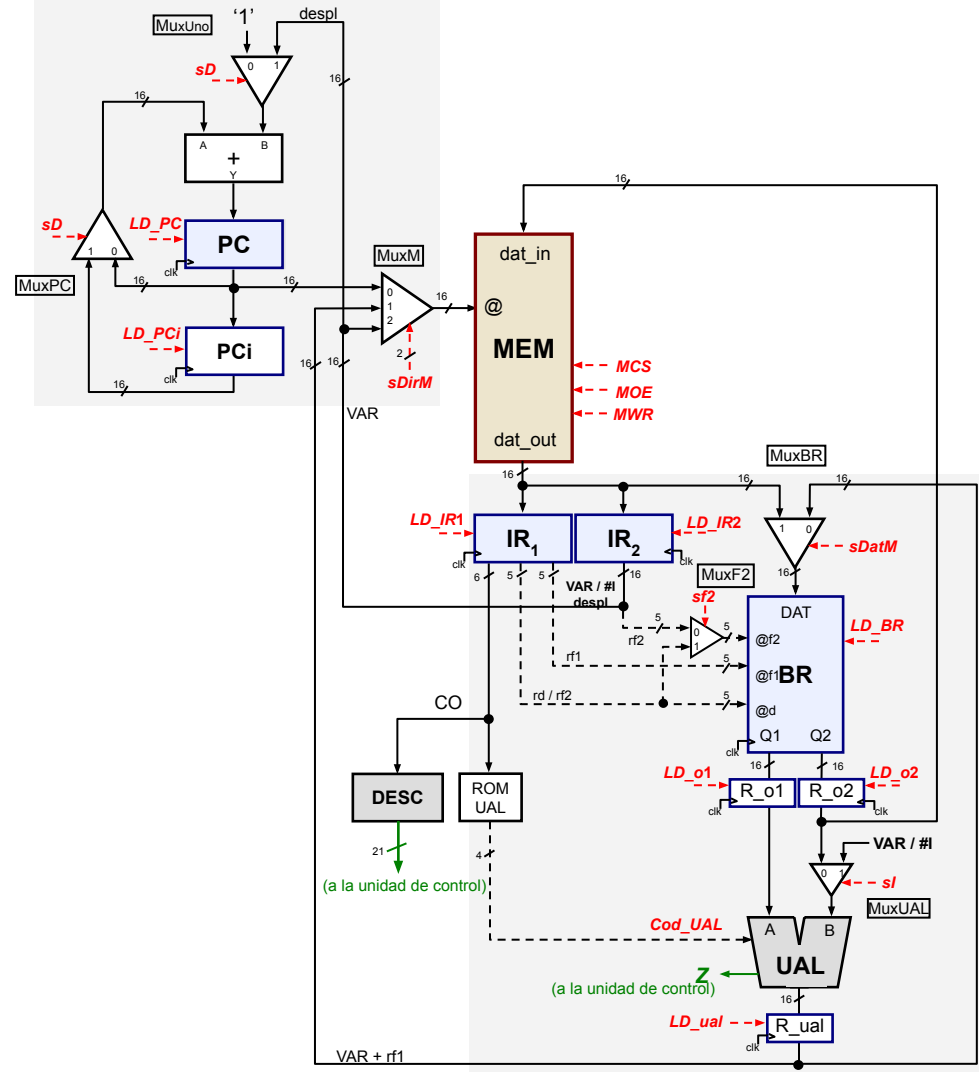 despl
MuxUno
'1'
0 1
sD
16
16
A B
+
Y
sD
LD_PC
PC
clk
1 0
MuxPC
16
16
MuxM
0
1
2
16
2
sDirM
LD_PCi
PCi
clk
16
16
16
VAR
16
dat_in
@
MEM
dat_out
MCS
MOE
MWR
16
MuxBR
16
16
1 0
sDatM
16
LD_IR1
IR1
clk
LD_IR2
IR2
clk
6
5
5
16
VAR / #I
despl
MuxF2
sf2
0
1
5
rf2
5
rf1
5
rd / rf2
5
DAT
@f2
@f1
BR
@d
Q1 Q2
clk
LD_BR
16
16
CO
DESC
ROM
UAL
21
(a la unidad de control)
4
LD_o1
R_o1
clk
LD_o2
R_o2
clk
VAR / #I
0 1
sI
MuxUAL
Cod_UAL
A B
UAL
Z
(a la unidad de control)
16
LD_ual
R_ual
clk
VAR + rf1